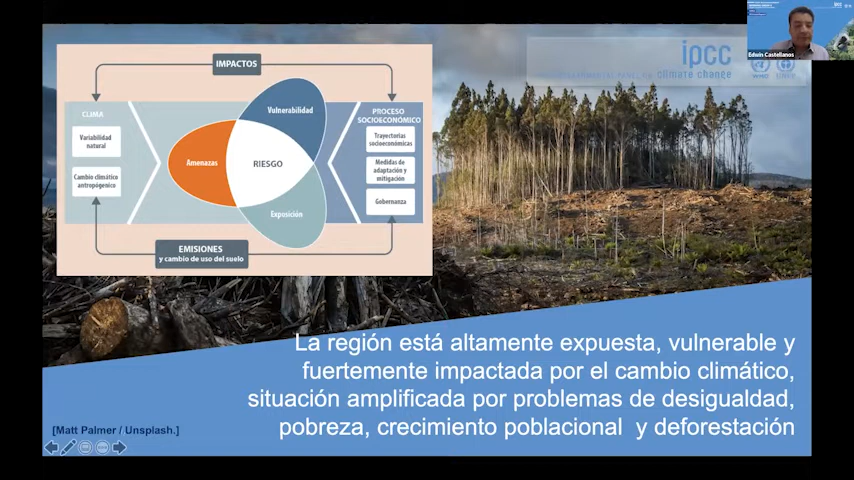 IMPACTOS
CLIMA
Variabilidad
natural
Cambio climático
antropógenico
Vulnerabilidad
Amenazas
RIESGO
Exposición
PROCESO
SOCIOECONÓMICO
Trayectorias
socioeconómicas
Medidas de
adaptación y
mitigación
Gobernanza
EMISIONES
y cambio de uso del suelo
ipcc
climate change
Edwin Castellanos
La región está altamente expuesta, vulnerable y
fuertemente impactada por el cambio climático,
situación amplificada por problemas de desigualdad,
pobreza, crecimiento poblacional y deforestación
[Matt Palmer / Unsplash.]